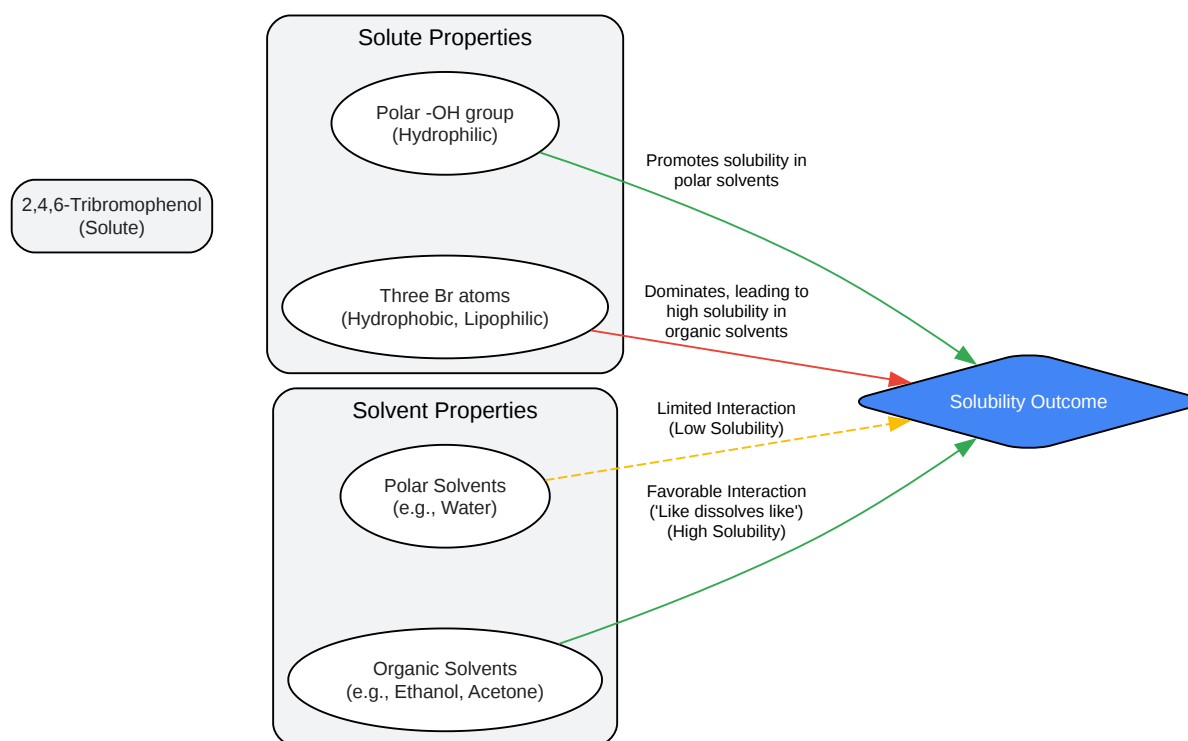 2,4,6-Tribromophenol
(Solute)
Solute Properties
Polar -OH group
(Hydrophilic)
Three Br atoms
(Hydrophobic, Lipophilic)
Solvent Properties
Polar Solvents
(e.g., Water)
Organic Solvents
(e.g., Ethanol, Acetone)
Promotes solubility in
polar solvents
Dominates, leading to
high solubility in
organic solvents
Limited Interaction
(Low Solubility)
Favorable Interaction
('Like dissolves like')
(High Solubility)
Solubility Outcome